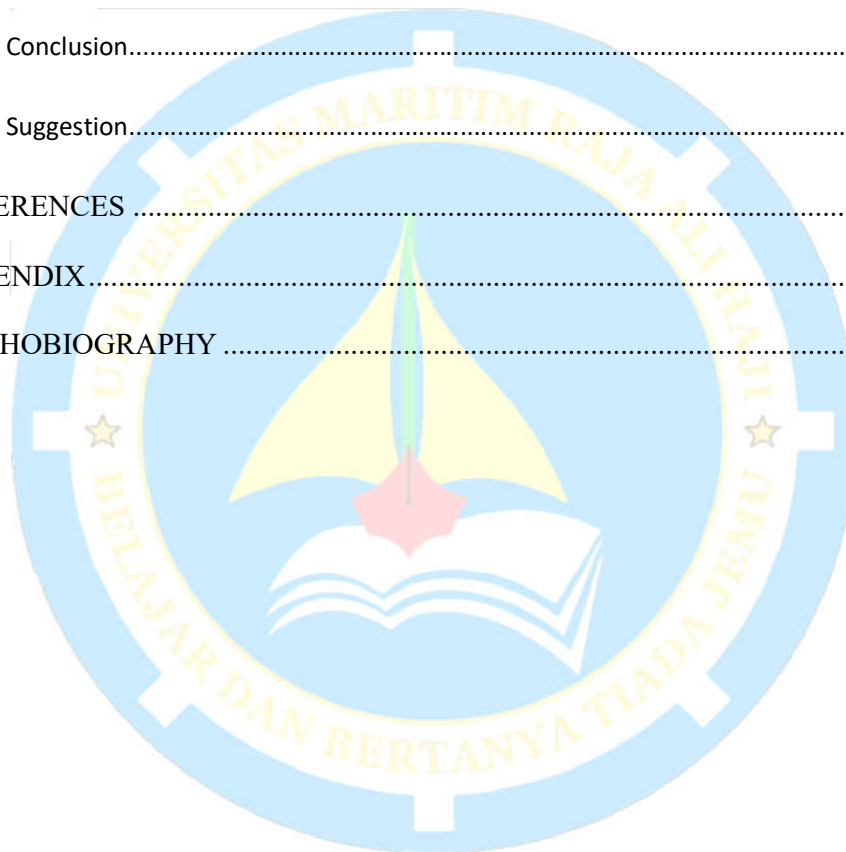 Conclusion..........................................................................................................
Suggestion..........................................................................................................
ERENCES ..........................................................................................
ENDIX................................................................................................
HOBIOGRAPHY ..............................................................................
UNIVERSITAS MARITIM RAJA ALI HAJI
BELAJAR DAN BERTANYA TIADA JEMU